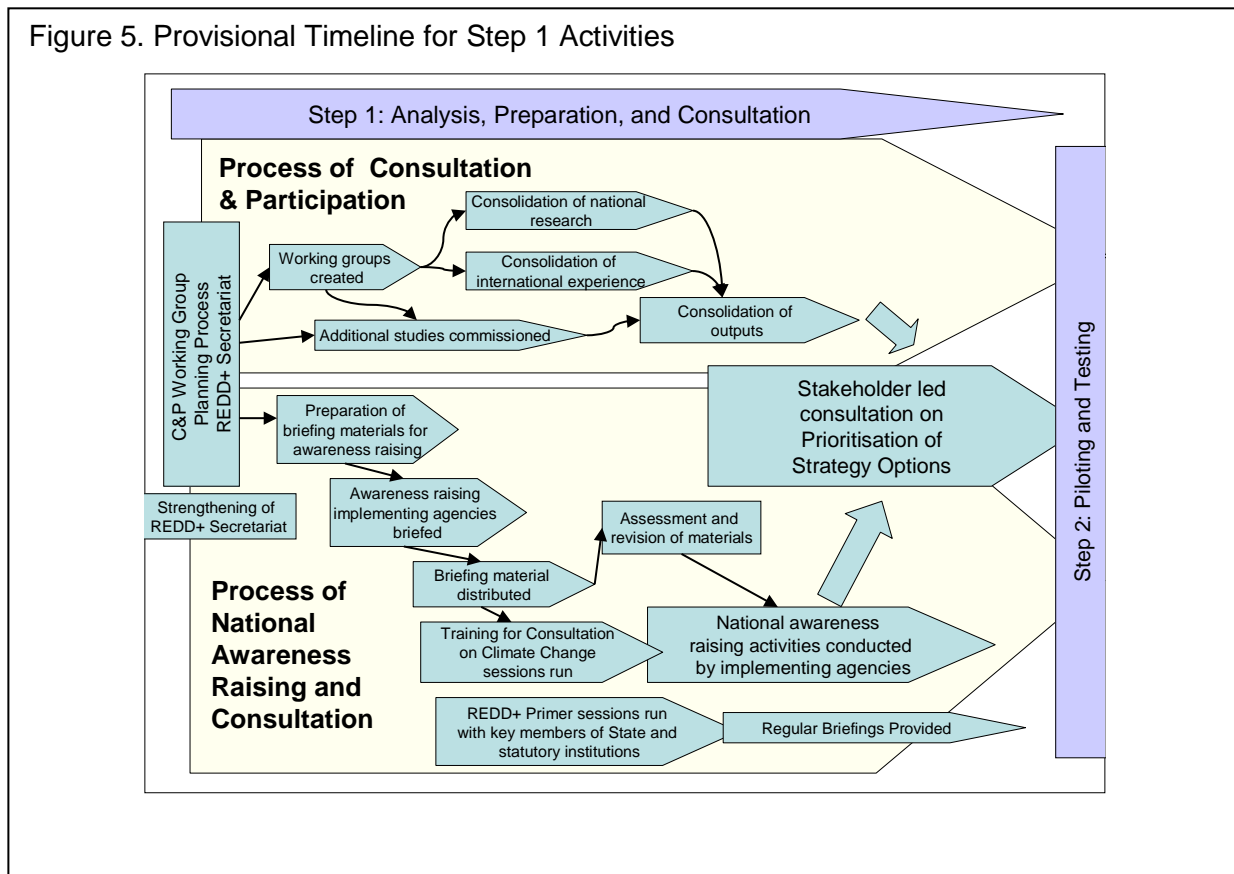 Figure 5. Provisional Timeline for Step 1 Activities
Step 1: Analysis, Preparation, and Consultation
Process of Consultation
& Participation
C&P Working Group
Planning Process
REDD+ Secretariat
Working groups
created
Consolidation of national
research
Consolidation of
international experience
Additional studies commissioned
Consolidation of
outputs
Stakeholder led
consultation on
Prioritisation of
Strategy Options
Step 2: Piloting and Testing
Strengthening of
REDD+ Secretariat
Preparation of
briefing materials for
awareness raising
Awareness raising
implementing agencies
briefed
Briefing material
distributed
Assessment and
revision of materials
Process of
National
Awareness
Raising and
Consultation
Training for Consultation
on Climate Change
sessions run
National awareness
raising activities conducted
by implementing agencies
REDD+ Primer sessions run
with key members of State and
statutory institutions
Regular Briefings Provided